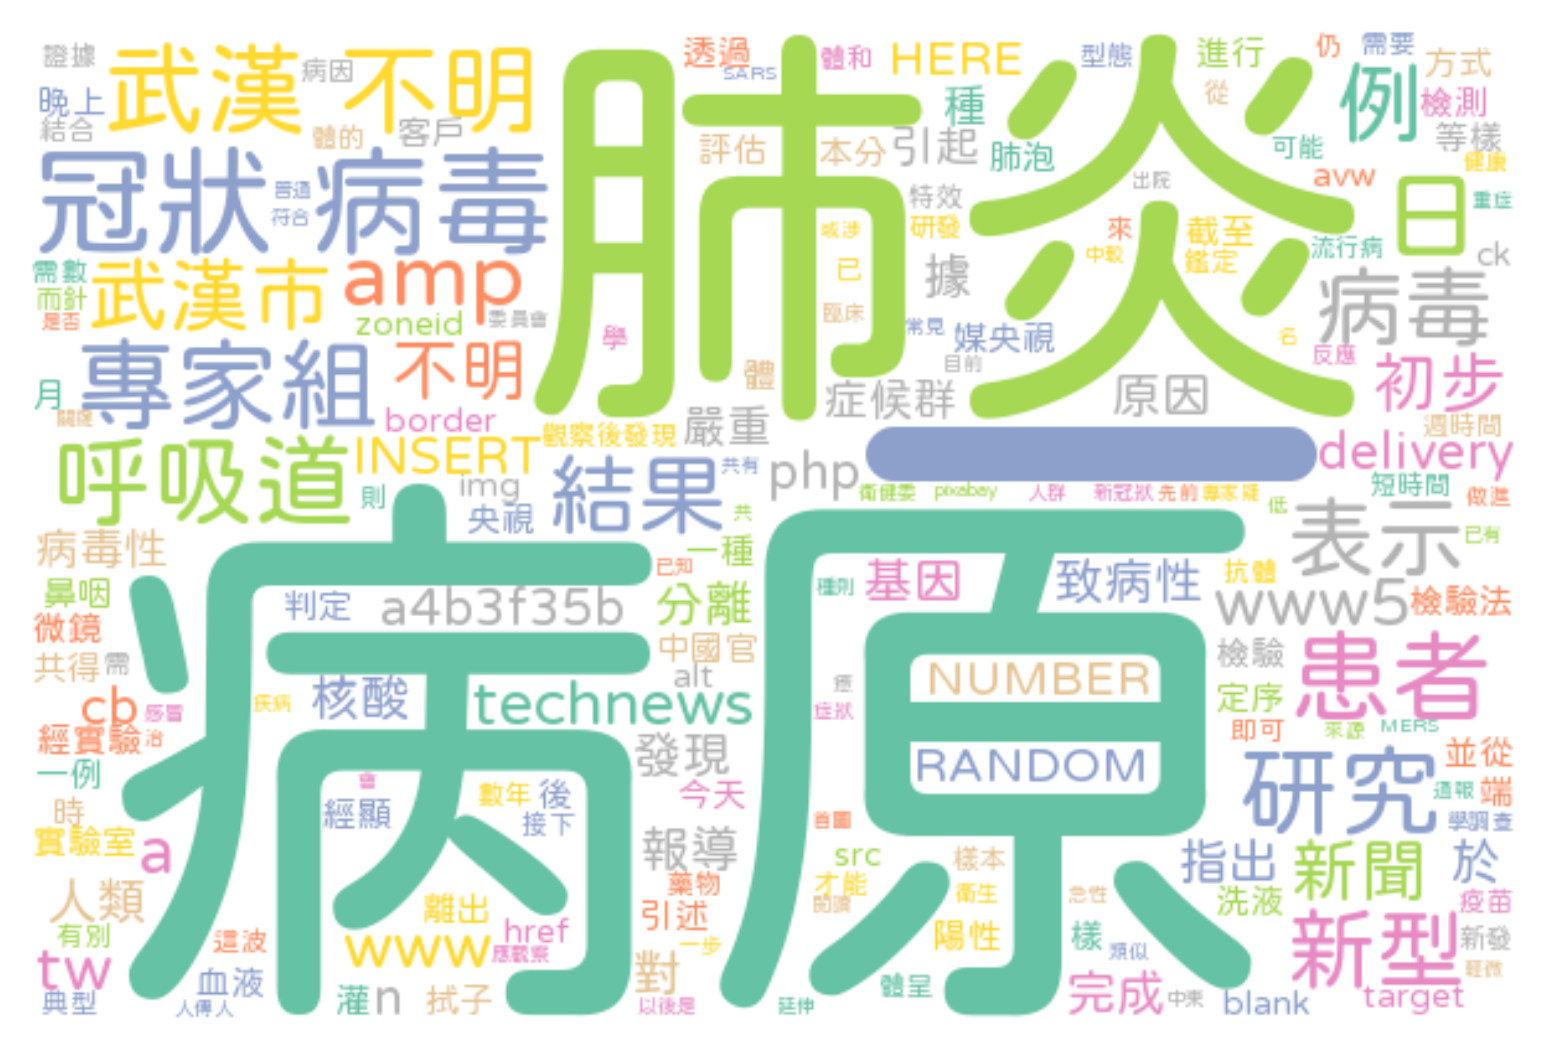 證據
武漢
病因
不明
透過
SARS
體和
HERE
型態
進行
仍
需要
方式
晚上
結合
體的
客戶
肺炎
種
從
例
檢測
評估
本分
引起
肺泡
可能
等樣
健康
冠狀
普通
符合
病毒
特效
出院
avw
日
重症
或涉
研發
來
截至
流行病
ck
中較
鑑定
需數
而針
是否
武漢市
amp
zoneid
委員會
學
已
據
臨床
常見
媒央視
名
病毒
專家組
不明
體
目前
反應
初步
月
border
嚴重
症候群
原因
週時間
呼吸道
INSERT
觀察後發現
一
delivery
img
結果
共有
php
短時間
則
央視
共
衛健委
pixabay
人群
新冠狀
先前
專家疑
低
做進
病原
病毒性
一種
表示
已有
已知
種則
基因
致病性
抗體
鼻咽
判定
a4b3f35b
分離
www5
檢驗法
微鏡
中國官
NUMBER
檢驗
患者
共得
需
alt
cb
感冒
疾病
核酸
technews
症狀
定序
經實驗
治
即可
來源
MERS
一例
發現
RANDOM
研究
並從
會
時
經顯
數年
後
今天
通報
端
接下
首圖
學調查
實驗室
a
報導
src
樣本
指出
新聞
於
人類
藥物
才能
閱讀
衛生
急性
洗液
疫苗
離出
引述
有別
這波
www
href
一步
陽性
樣
新型
新發
應觀察
類似
tw
血液
對
體呈
完成
輕微
典型
人傳人
灌
n
拭子
以後是
延伸
中東
blank
target